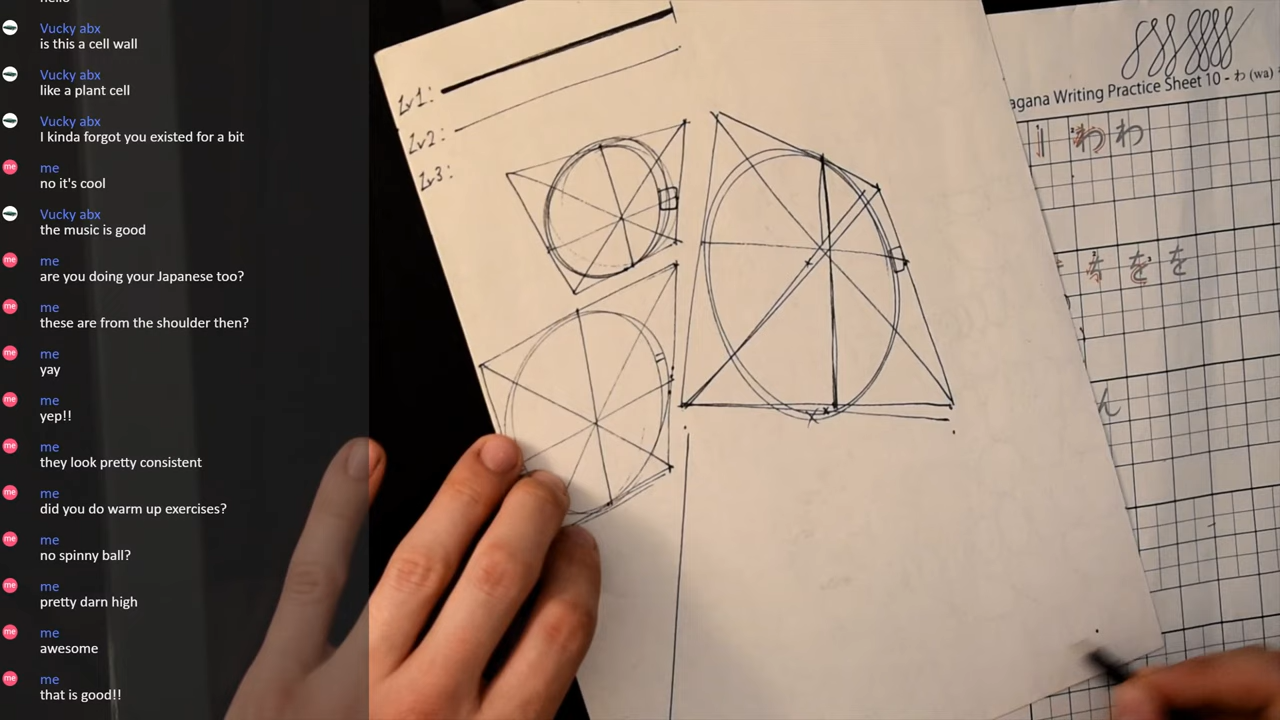 hello
Vucky abx
is this a cell wall
Vucky abx
like a plant cell
Vucky abx
I kinda forgot you existed for a bit
me
no it's cool
Vucky abx
the music is good
me
are you doing your Japanese too?
me
these are from the shoulder then?
me
yay
me
yep!!
me
they look pretty consistent
me
did you do warm up exercises?
me
no spinny ball?
me
pretty darn high
me
awesome
me
that is good!!
Lv1:
Lv2:
Lv3:
agana Writing Practice Sheet 10 - わ (wa)
わ わ
を を を
ん